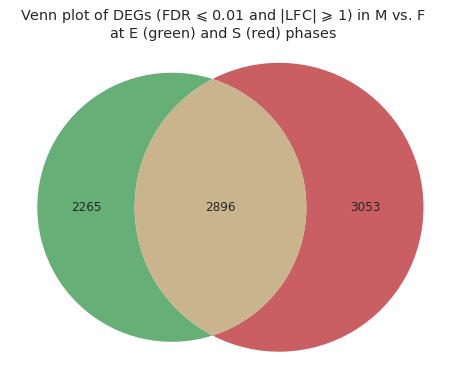 Venn plot of DEGs (FDR ⩽ 0.01 and |LFC| ⩾ 1) in M vs. F
at E (green) and S (red) phases
2265 2896 3053